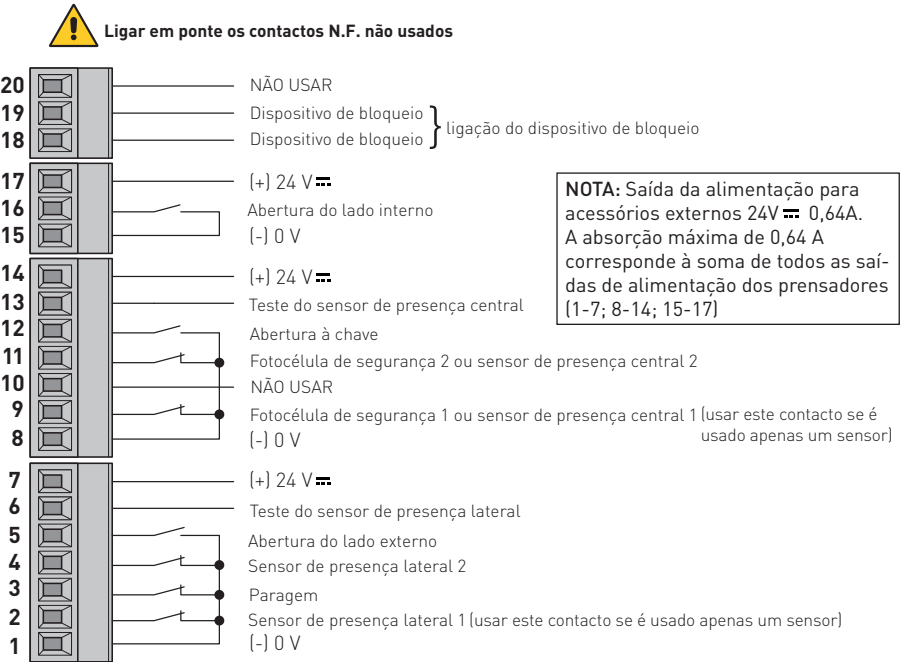 Ligar em ponte os contactos N.F. não usados
20 NÃO USAR
19 Dispositivo de bloqueio
18 Dispositivo de bloqueio
ligação do dispositivo de bloqueio
17 (+) 24 V
16 Abertura do lado interno
15 (-) 0 V
NOTA: Saída da alimentação para
acessórios externos 24V 0,64A.
A absorção máxima de 0,64 A
corresponde à soma de todos as saí-
das de alimentação dos prensadores
(1-7; 8-14; 15-17)
14 (+) 24 V
13 Teste do sensor de presença central
12 Abertura à chave
11 Fotocélula de segurança 2 ou sensor de presença central 2
10 NÃO USAR
9 Fotocélula de segurança 1 ou sensor de presença central 1 (usar este contacto se é
usado apenas um sensor)
8 (-) 0 V
7 (+) 24 V
6 Teste do sensor de presença lateral
5 Abertura do lado externo
4 Sensor de presença lateral 2
3 Paragem
2 Sensor de presença lateral 1 (usar este contacto se é usado apenas um sensor)
1 (-) 0 V